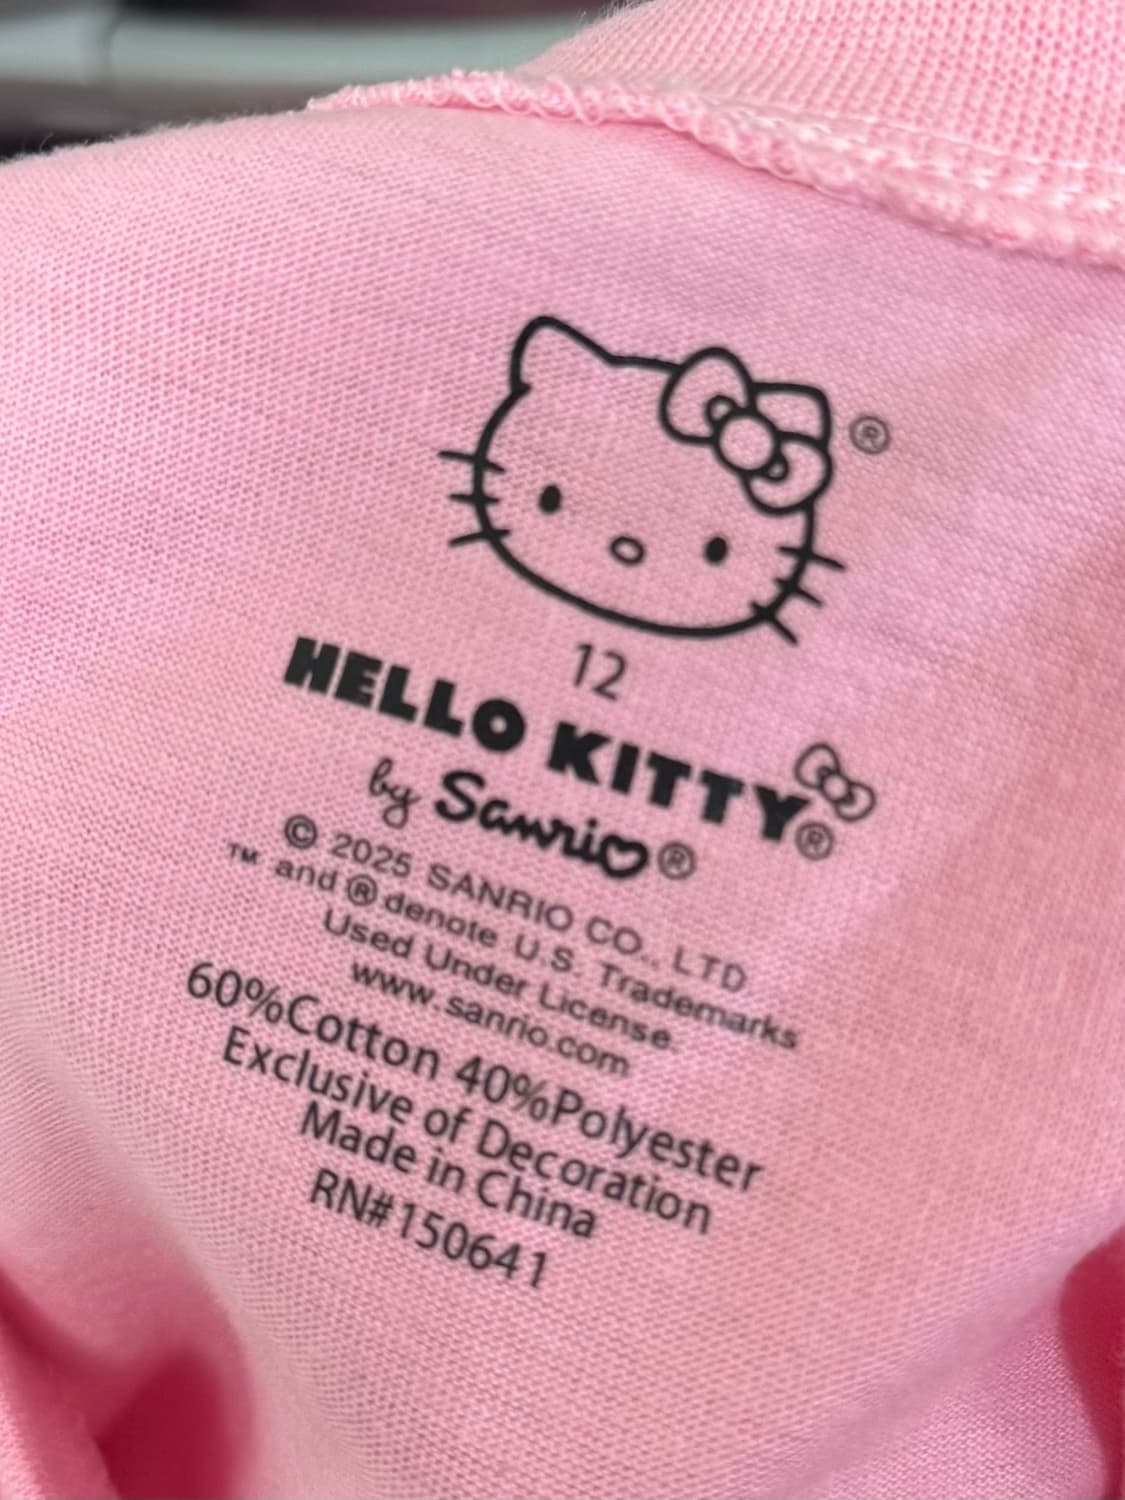 ®
12
HELLO KITTY®
by Sanrio®
© 2025 SANRIO CO., LTD
™ and ® denote U.S. Trademarks
Used Under License.
www.sanrio.com
60%Cotton 40%Polyester
Exclusive of Decoration
Made in China
RN#150641